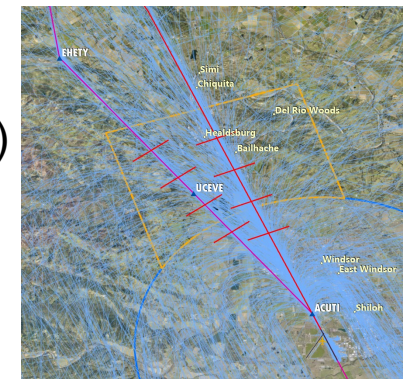 EHETY
Simi
Chiquita
)
Del Rio Woods
Healdsburg
Bailhache
UCEVE
Windsor
East Windsor
ACUTI
Shiloh